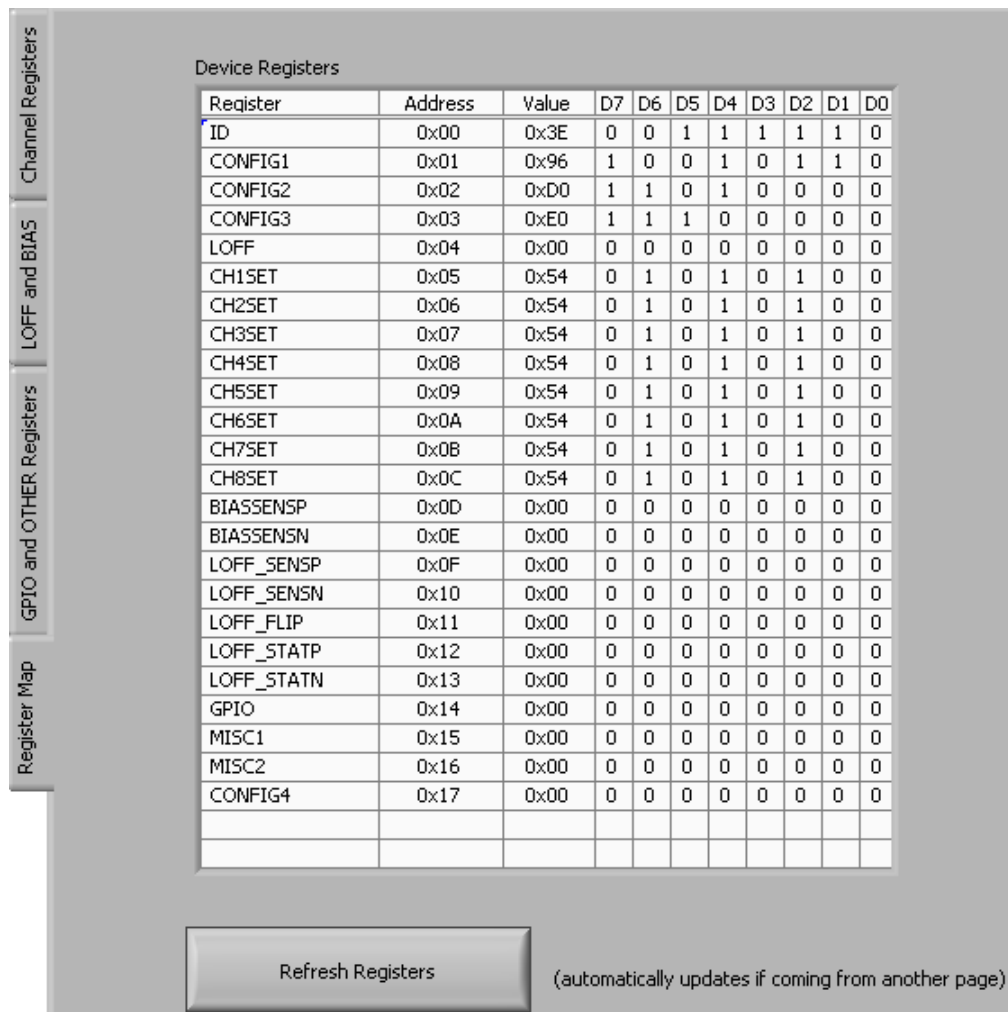 Channel Registers
LOFF and BIAS
GPIO and OTHER Registers
Register Map
Device Registers
Register Address Value D7 D6 D5 D4 D3 D2 D1 D0
ID 0x00 0x3E 0 0 1 1 1 1 1 0
CONFIG1 0x01 0x96 1 0 0 1 0 1 1 0
CONFIG2 0x02 0xD0 1 1 0 1 0 0 0 0
CONFIG3 0x03 0xE0 1 1 1 0 0 0 0 0
LOFF 0x04 0x00 0 0 0 0 0 0 0 0
CH1SET 0x05 0x54 0 1 0 1 0 1 0 0
CH2SET 0x06 0x54 0 1 0 1 0 1 0 0
CH3SET 0x07 0x54 0 1 0 1 0 1 0 0
CH4SET 0x08 0x54 0 1 0 1 0 1 0 0
CH5SET 0x09 0x54 0 1 0 1 0 1 0 0
CH6SET 0x0A 0x54 0 1 0 1 0 1 0 0
CH7SET 0x0B 0x54 0 1 0 1 0 1 0 0
CH8SET 0x0C 0x54 0 1 0 1 0 1 0 0
BIASSENSP 0x0D 0x00 0 0 0 0 0 0 0 0
BIASSENSN 0x0E 0x00 0 0 0 0 0 0 0 0
LOFF_SENSP 0x0F 0x00 0 0 0 0 0 0 0 0
LOFF_SENSN 0x10 0x00 0 0 0 0 0 0 0 0
LOFF_FLIP 0x11 0x00 0 0 0 0 0 0 0 0
LOFF_STATP 0x12 0x00 0 0 0 0 0 0 0 0
LOFF_STATN 0x13 0x00 0 0 0 0 0 0 0 0
GPIO 0x14 0x00 0 0 0 0 0 0 0 0
MISC1 0x15 0x00 0 0 0 0 0 0 0 0
MISC2 0x16 0x00 0 0 0 0 0 0 0 0
CONFIG4 0x17 0x00 0 0 0 0 0 0 0 0
Refresh Registers
(automatically updates if coming from another page)